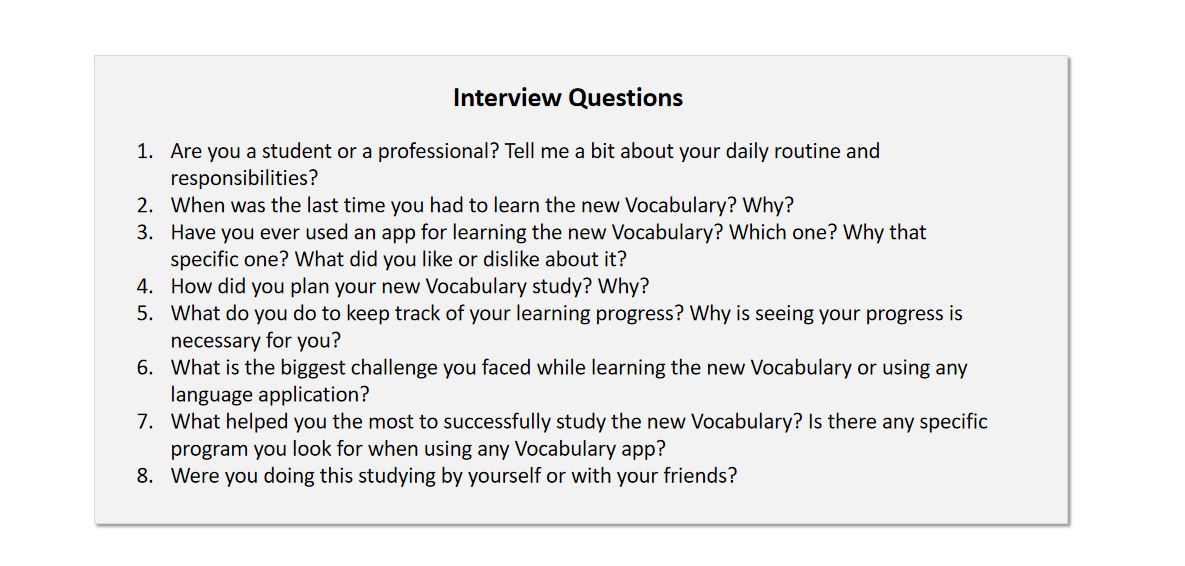 Interview Questions
1. Are you a student or a professional? Tell me a bit about your daily routine and
responsibilities?
2. When was the last time you had to learn the new Vocabulary? Why?
3. Have you ever used an app for learning the new Vocabulary? Which one? Why that
specific one? What did you like or dislike about it?
4. How did you plan your new Vocabulary study? Why?
5. What do you do to keep track of your learning progress? Why is seeing your progress is
necessary for you?
6. What is the biggest challenge you faced while learning the new Vocabulary or using any
language application?
7. What helped you the most to successfully study the new Vocabulary? Is there any specific
program you look for when using any Vocabulary app?
8. Were you doing this studying by yourself or with your friends?